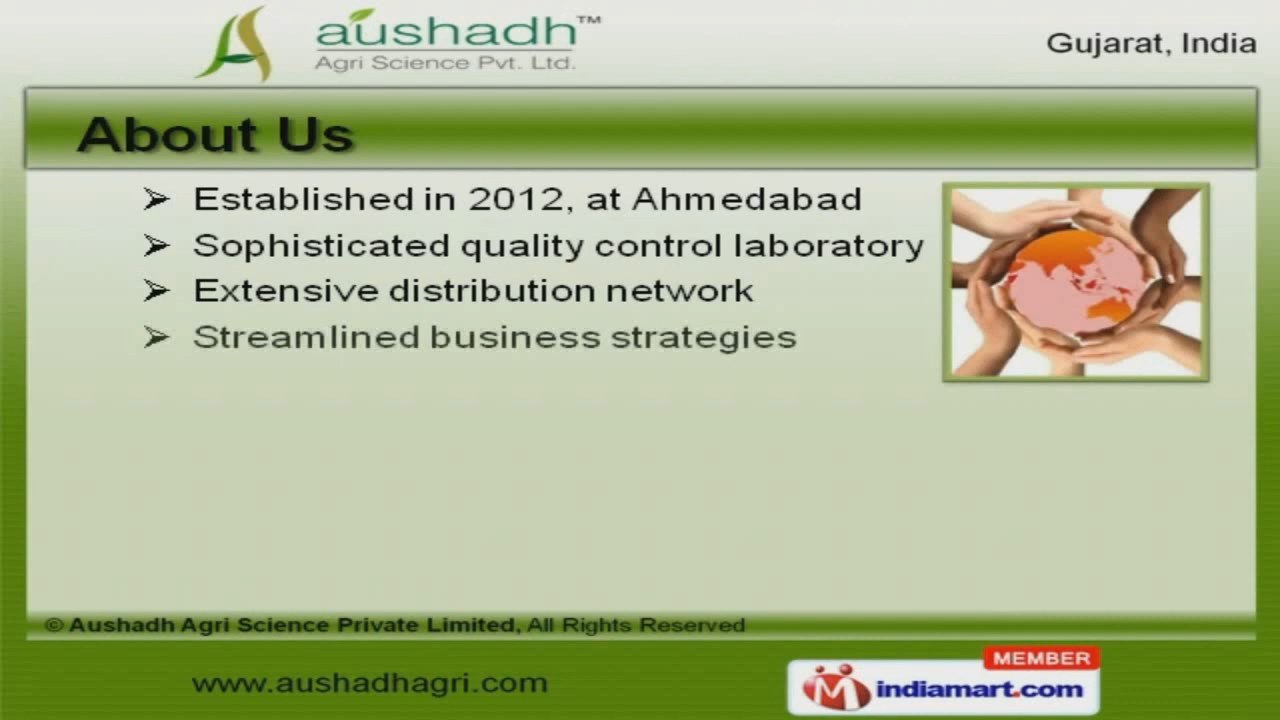 aushadh™
Agri Science Pvt. Ltd.
Gujarat, India
About Us
Established in 2012, at Ahmedabad
Sophisticated quality control laboratory
Extensive distribution network
Streamlined business strategies
© Aushadh Agri Science Private Limited, All Rights Reserved
www.aushadhagri.com
MEMBER
indiamart.com